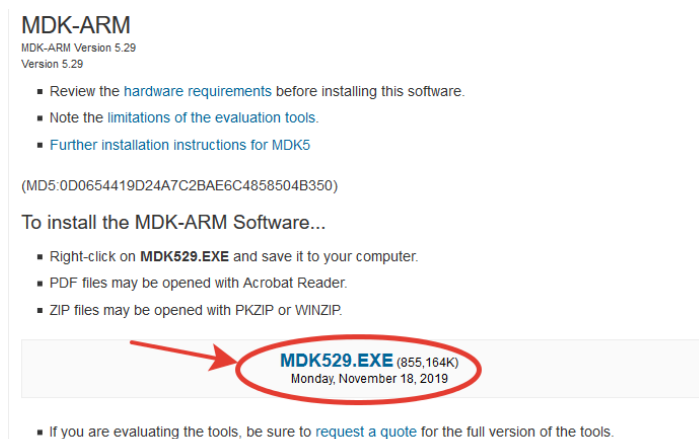 MDK-ARM
MDK-ARM Version 5.29
Version 5.29
Review the hardware requirements before installing this software.
Note the limitations of the evaluation tools.
Further installation instructions for MDK5
(MD5:0D0654419D24A7C2BAE6C4858504B350)
To install the MDK-ARM Software...
Right-click on MDK529.EXE and save it to your computer.
PDF files may be opened with Acrobat Reader.
ZIP files may be opened with PKZIP or WINZIP.
MDK529.EXE (855,164K)
Monday, November 18, 2019
If you are evaluating the tools, be sure to request a quote for the full version of the tools.